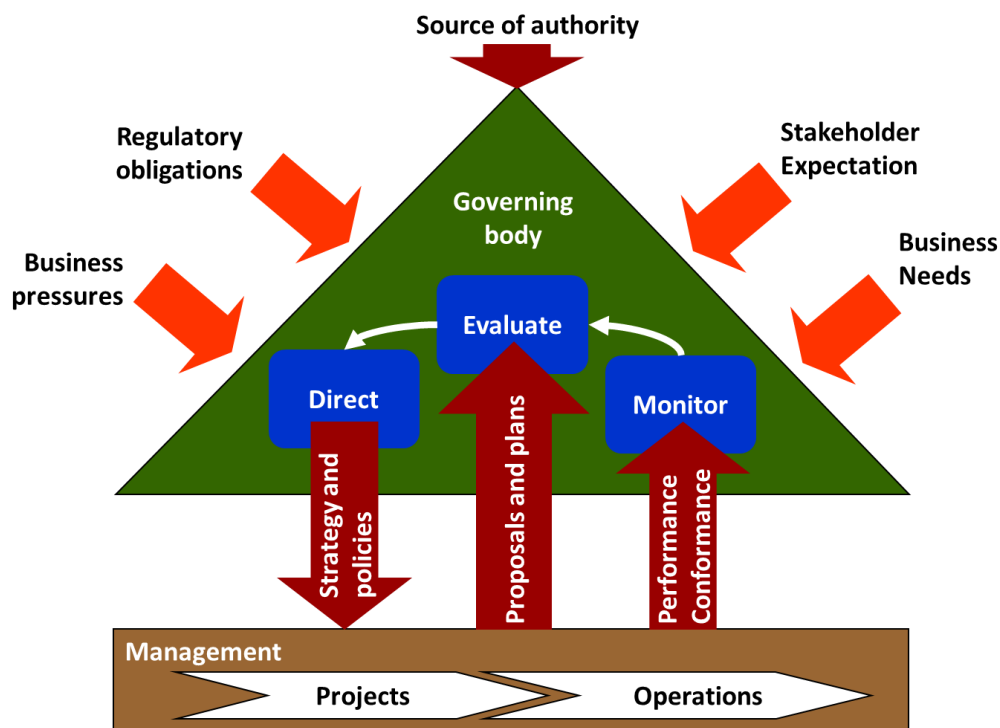 Source of authority
Regulatory
obligations
Stakeholder
Expectation
Governing
body
Business
pressures
Business
Needs
Evaluate
Direct
Monitor
Strategy and
policies
Proposals and plans
Performance
Conformance
Management
Projects
Operations